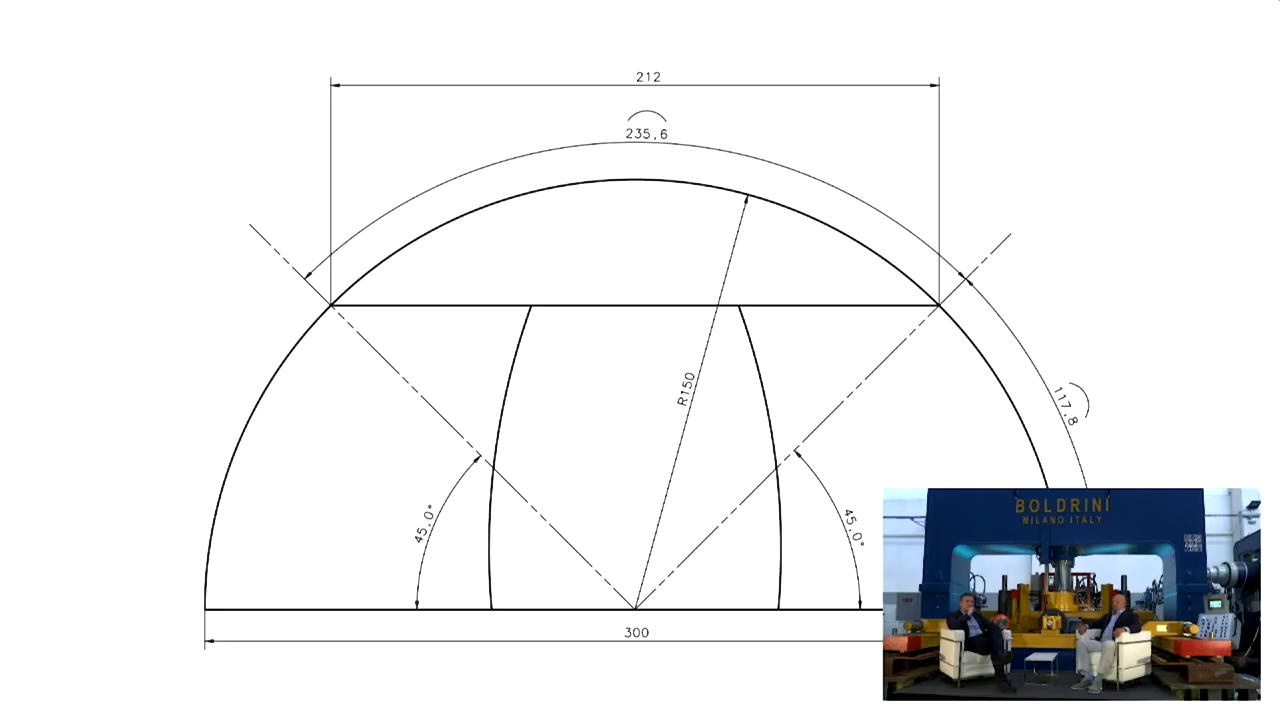 212
235,6
R150
117.8
45,0°
45,0°
300
BOLDRINI
MILANO ITALY